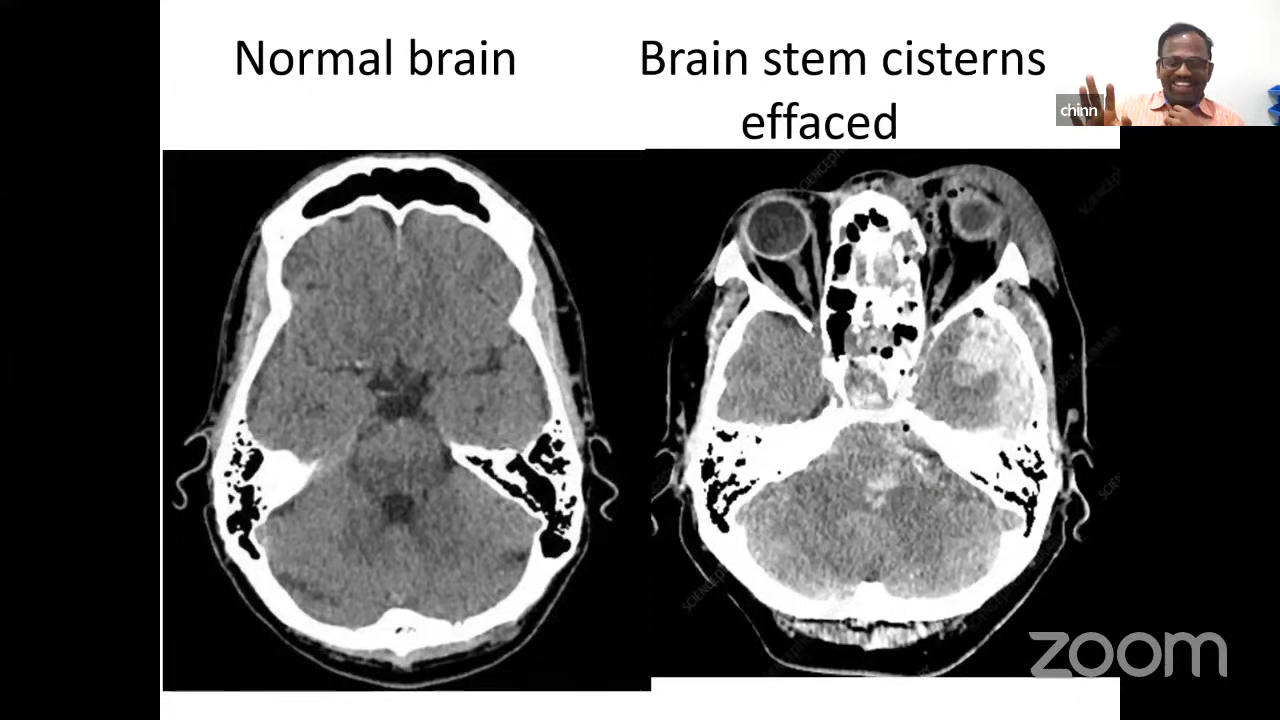 Normal brain
Brain stem cisterns
effaced
chinn
zoom